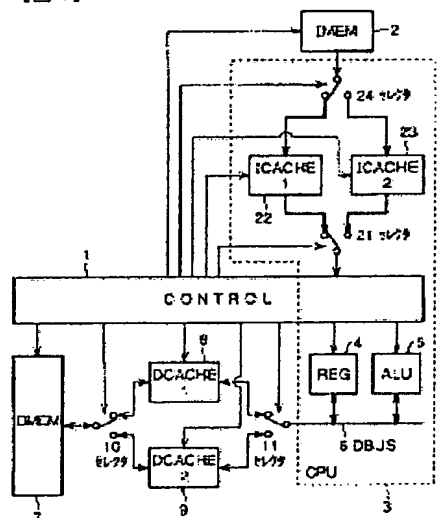 IMEM
2
24 セレクタ
23
ICACHE
1
ICACHE
2
22
21 セレクタ
1
CONTROL
8
4
5
DCACHE
1
REG
ALU
DMEM
10
セレクタ
DCACHE
2
11
セレクタ
6 DBUS
CPU
7
9
3